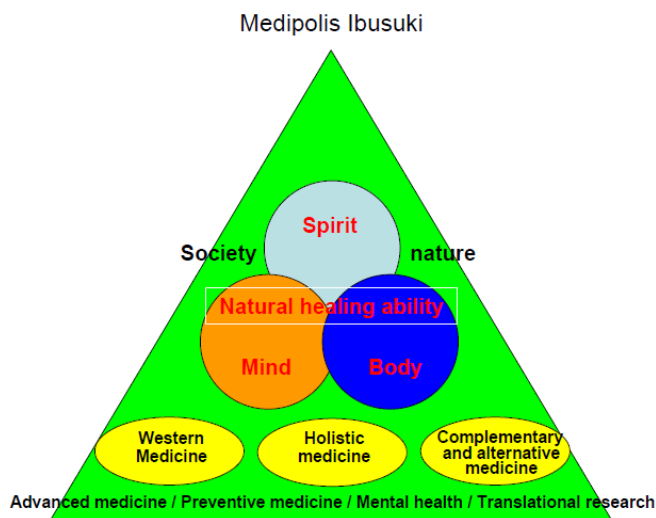 Medipolis Ibusuki
Spirit
Society
nature
Natural healing ability
Mind
Body
Western
Medicine
Holistic
medicine
Complementary
and alternative
medicine
Advanced medicine / Preventive medicine / Mental health / Translational research